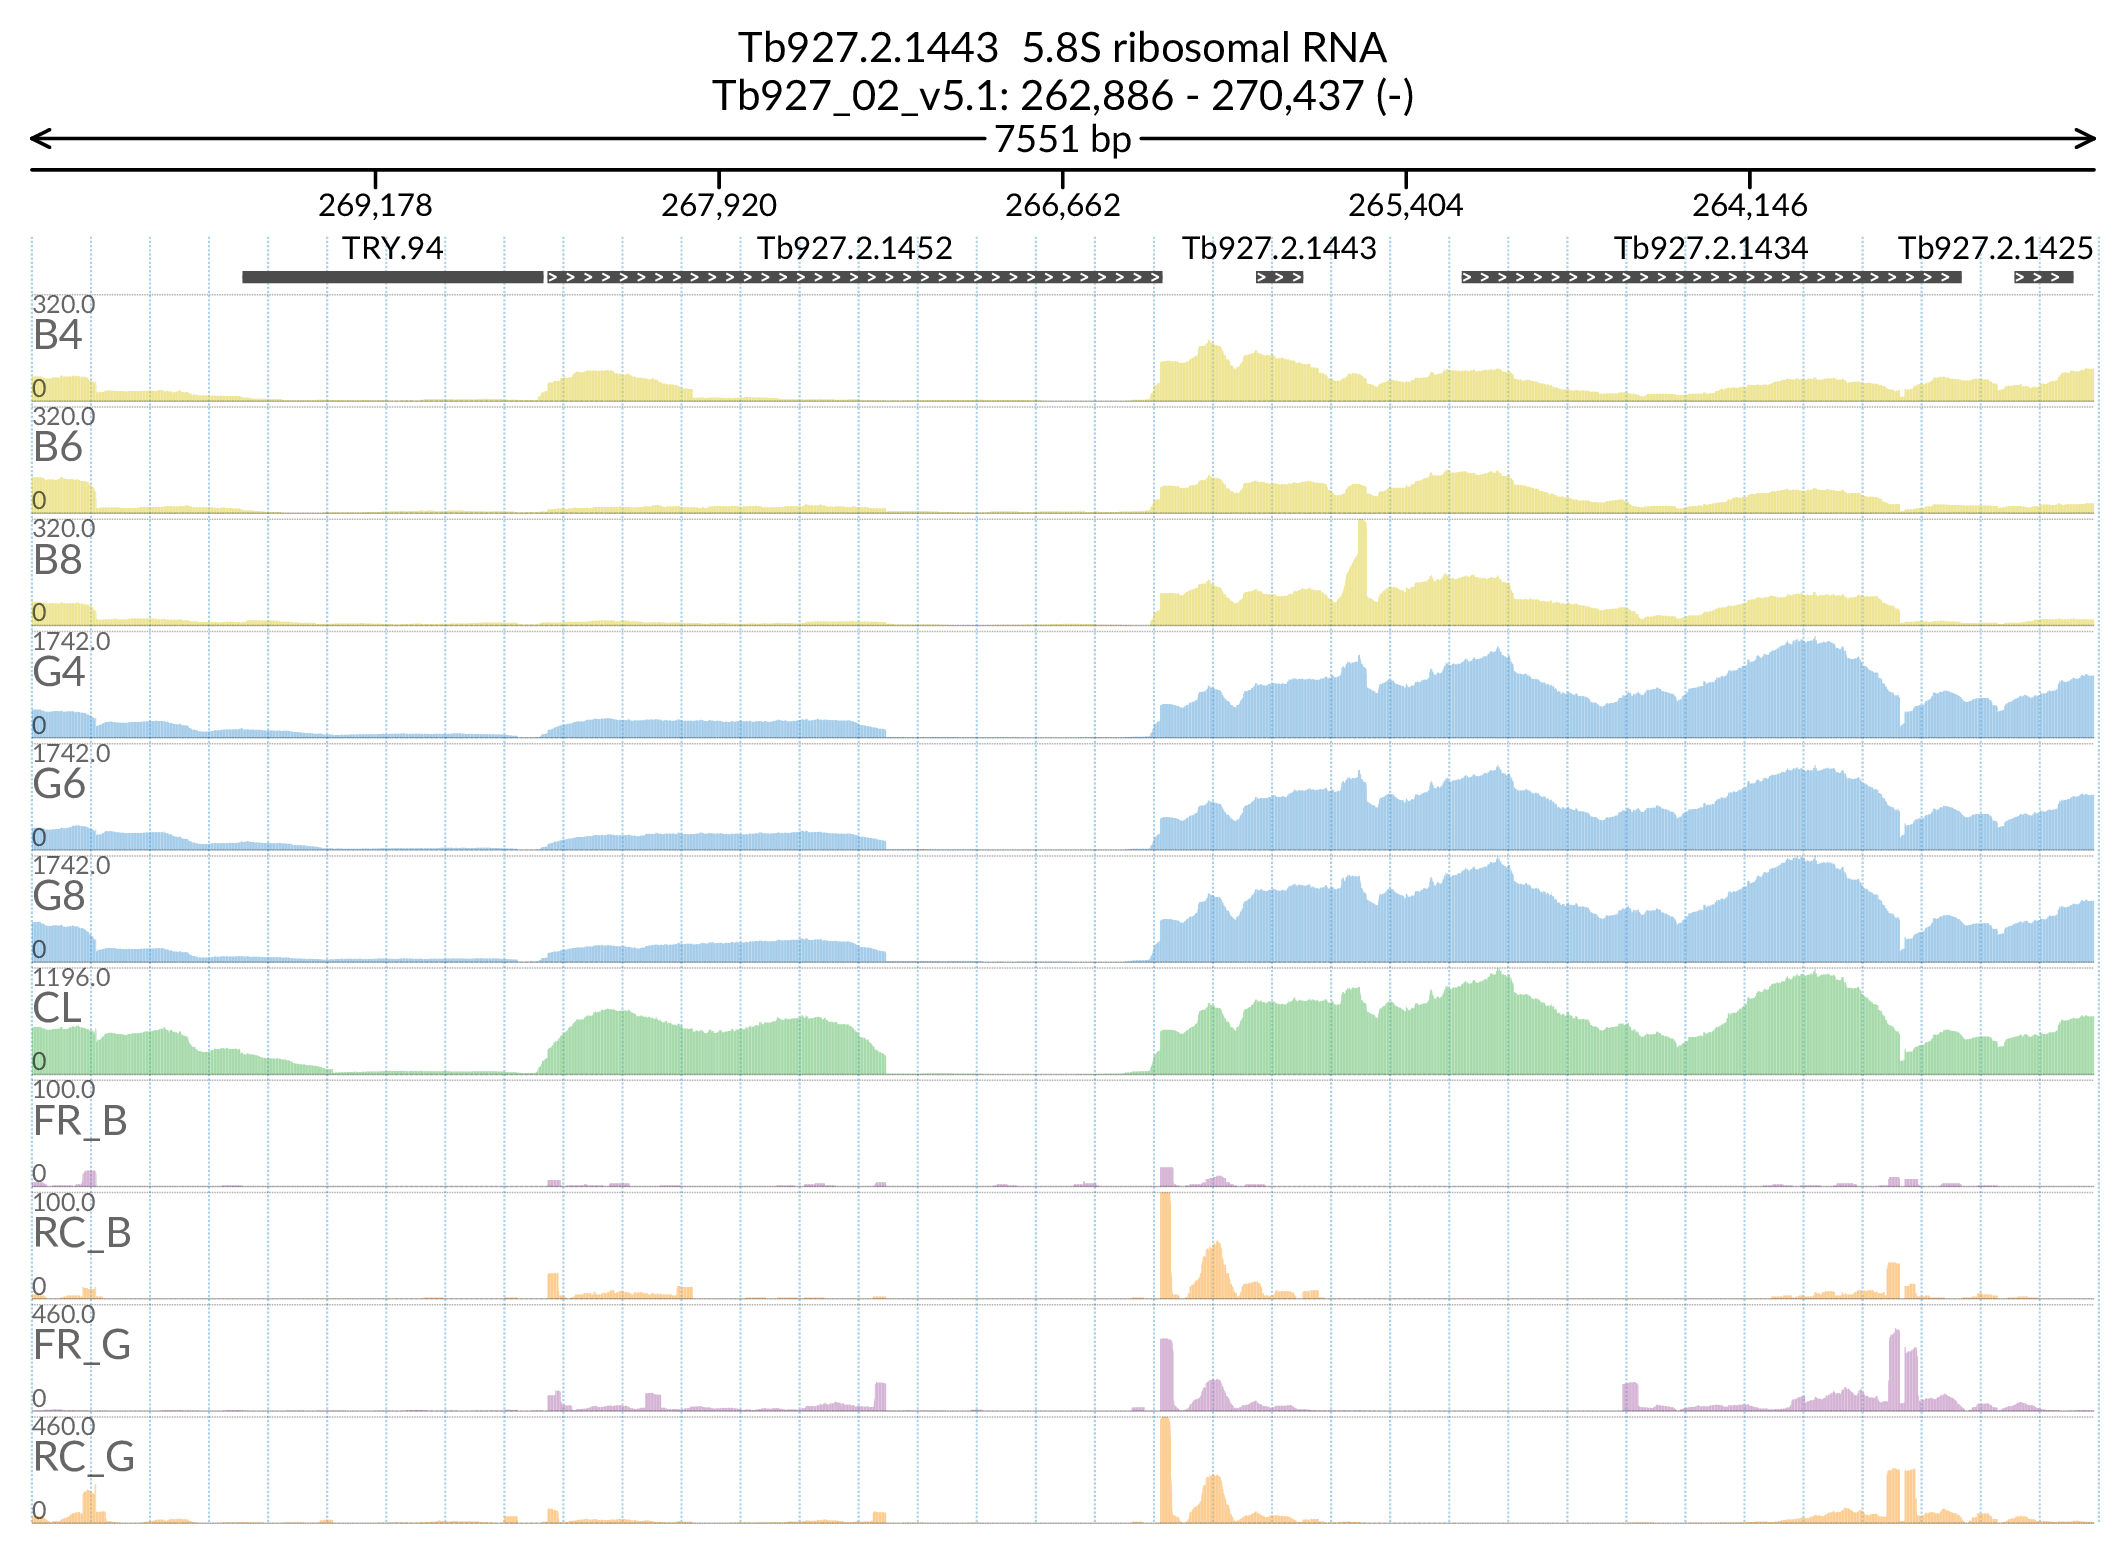 Tb927.2.1443 5.8S ribosomal RNA
Tb927_02_v5.1: 262,886 - 270,437 (-)
7551 bp
269,178 267,920 266,662 265,404 264,146
TRY.94 Tb927.2.1452 Tb927.2.1443 Tb927.2.1434 Tb927.2.1425
320.0
B4
0
320.0
B6
0
320.0
B8
0
1742.0
G4
0
1742.0
G6
0
1742.0
G8
0
1196.0
CL
0
100.0
FR_B
0
100.0
RC_B
0
460.0
FR_G
0
460.0
RC_G
0